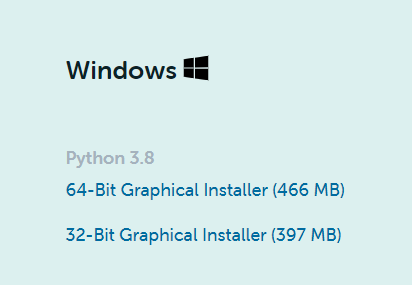 Windows
Python 3.8
64-Bit Graphical Installer (466 MB)
32-Bit Graphical Installer (397 MB)